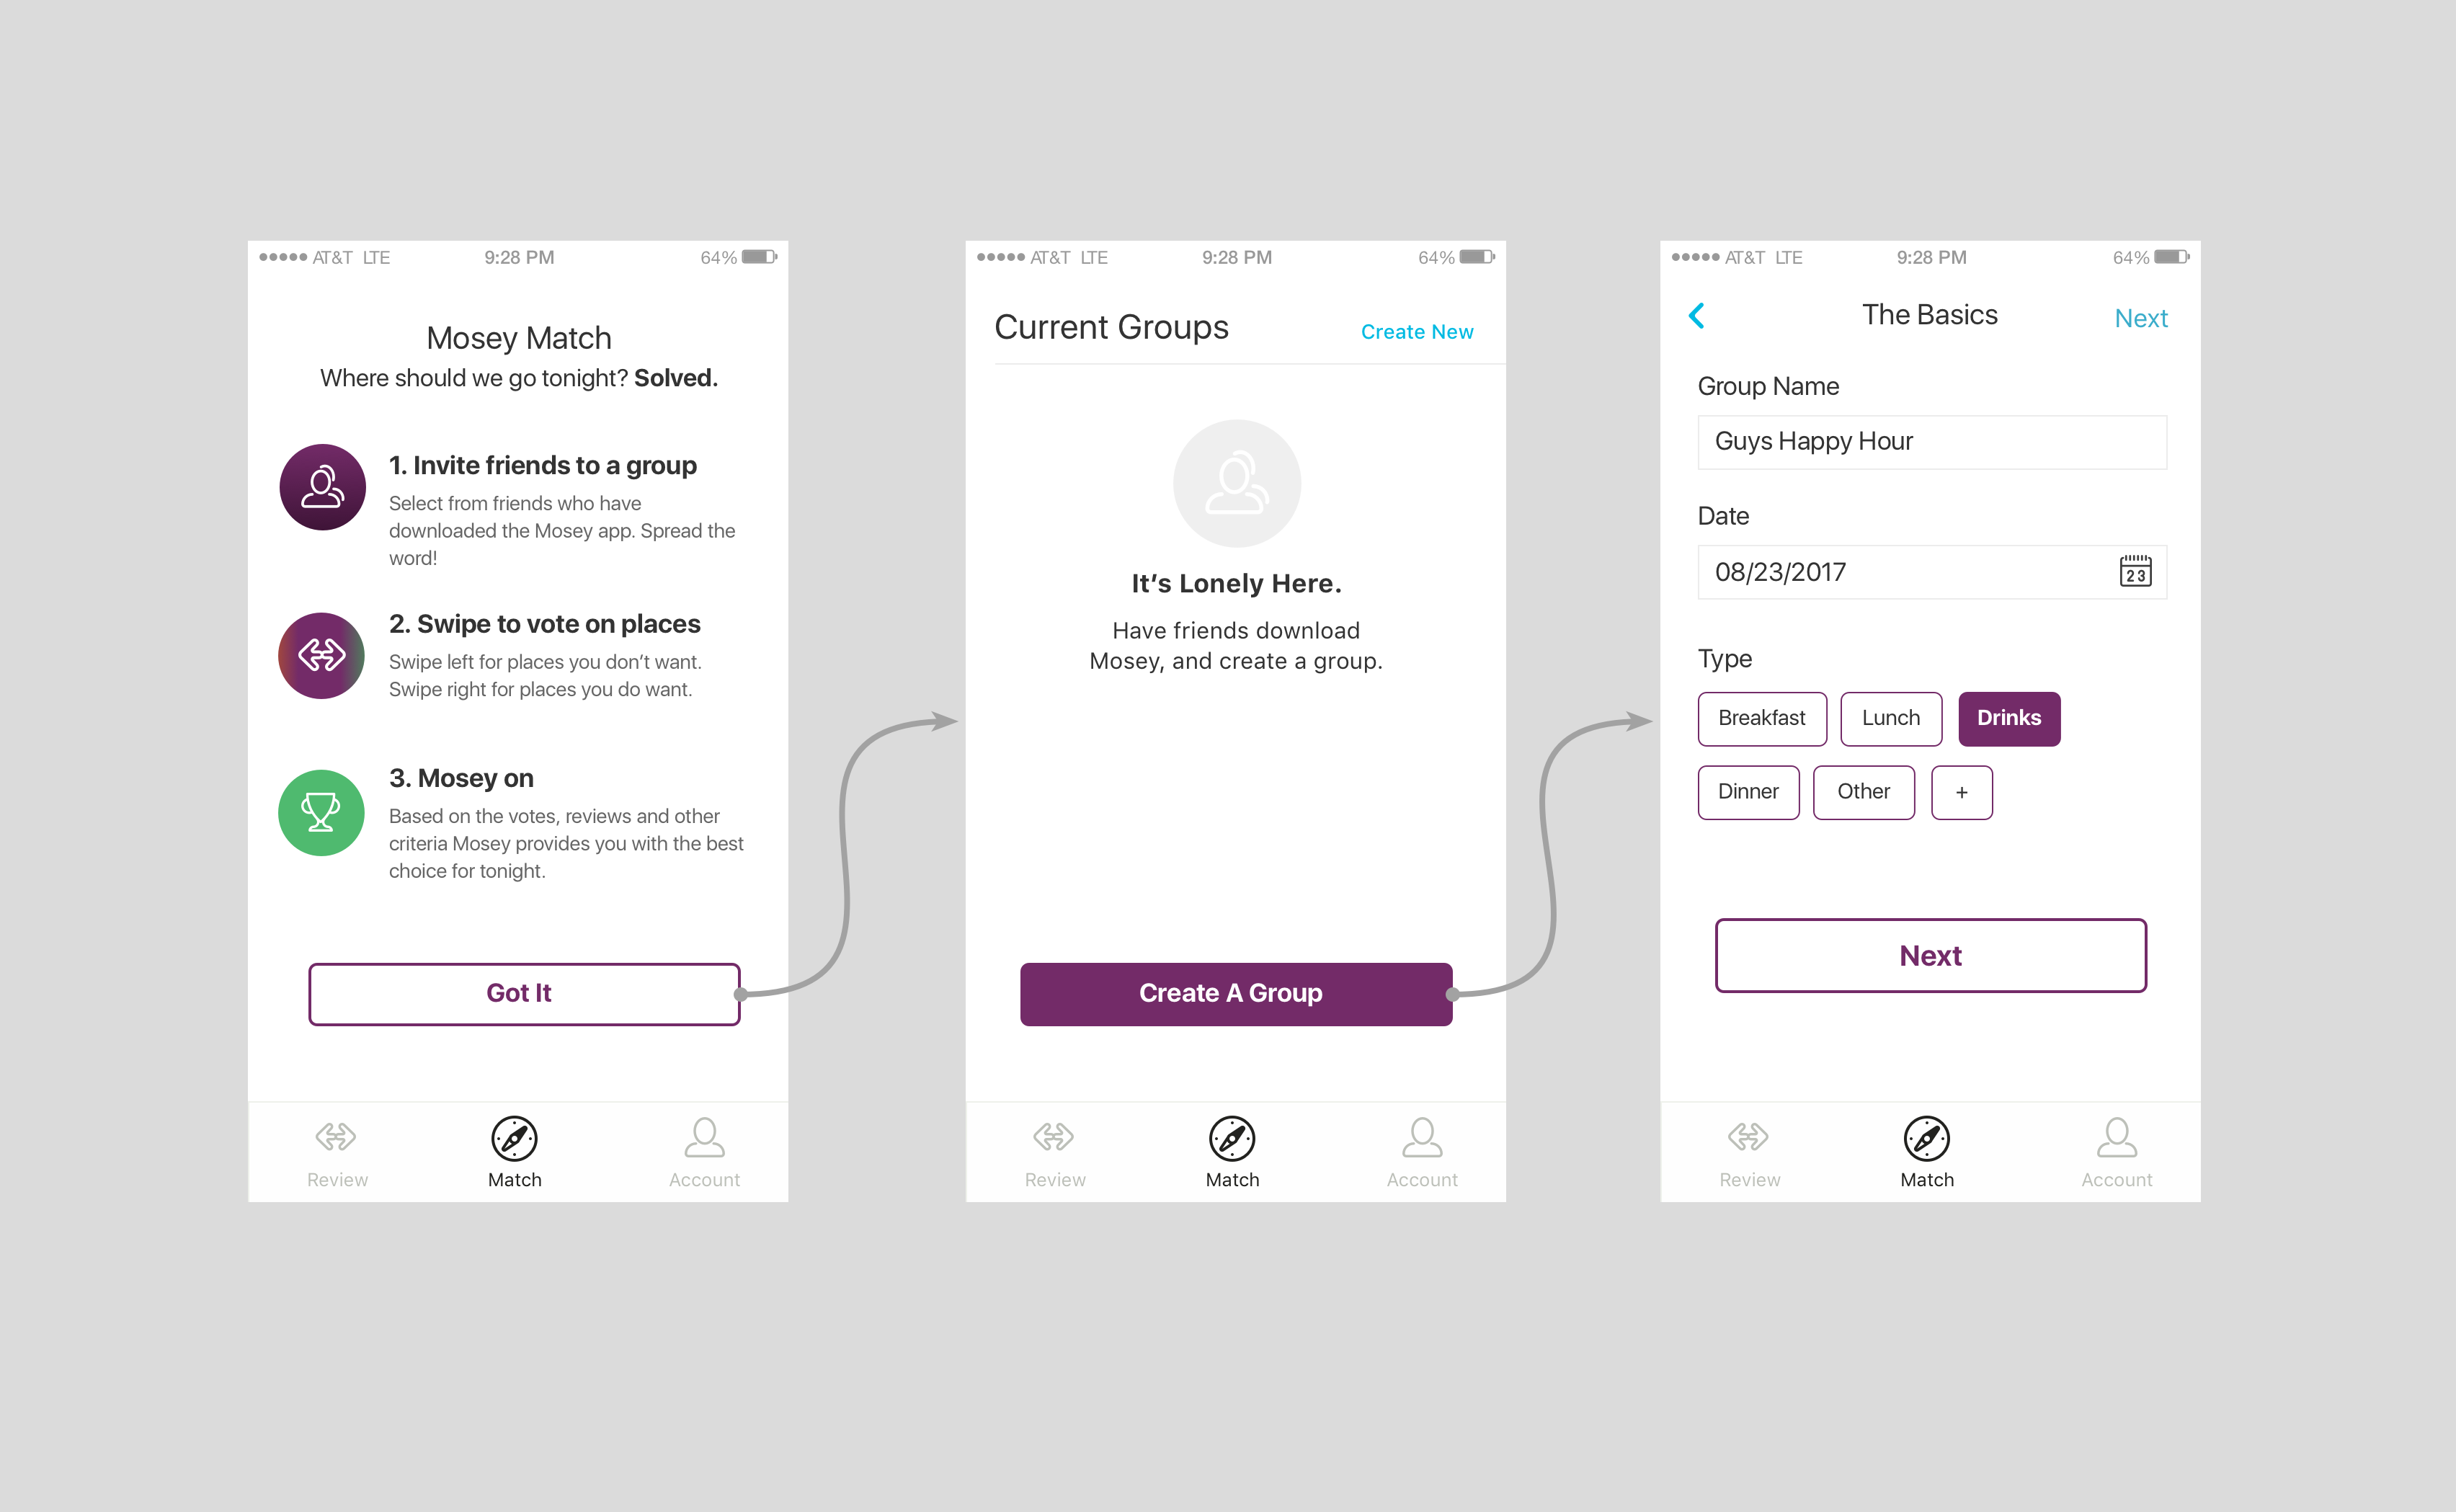 AT&T LTE 9:28 PM 64%
Mosey Match
Where should we go tonight? Solved.
1. Invite friends to a group
Select from friends who have
downloaded the Mosey app. Spread the
word!
2. Swipe to vote on places
Swipe left for places you don’t want.
Swipe right for places you do want.
3. Mosey on
Based on the votes, reviews and other
criteria Mosey provides you with the best
choice for tonight.
Got It
Review Match Account
AT&T LTE 9:28 PM 64%
Current Groups Create New
It’s Lonely Here.
Have friends download
Mosey, and create a group.
Create A Group
Review Match Account
AT&T LTE 9:28 PM 64%
The Basics Next
Group Name
Guys Happy Hour
Date
08/23/2017 23
Type
Breakfast Lunch Drinks
Dinner Other +
Next
Review Match Account